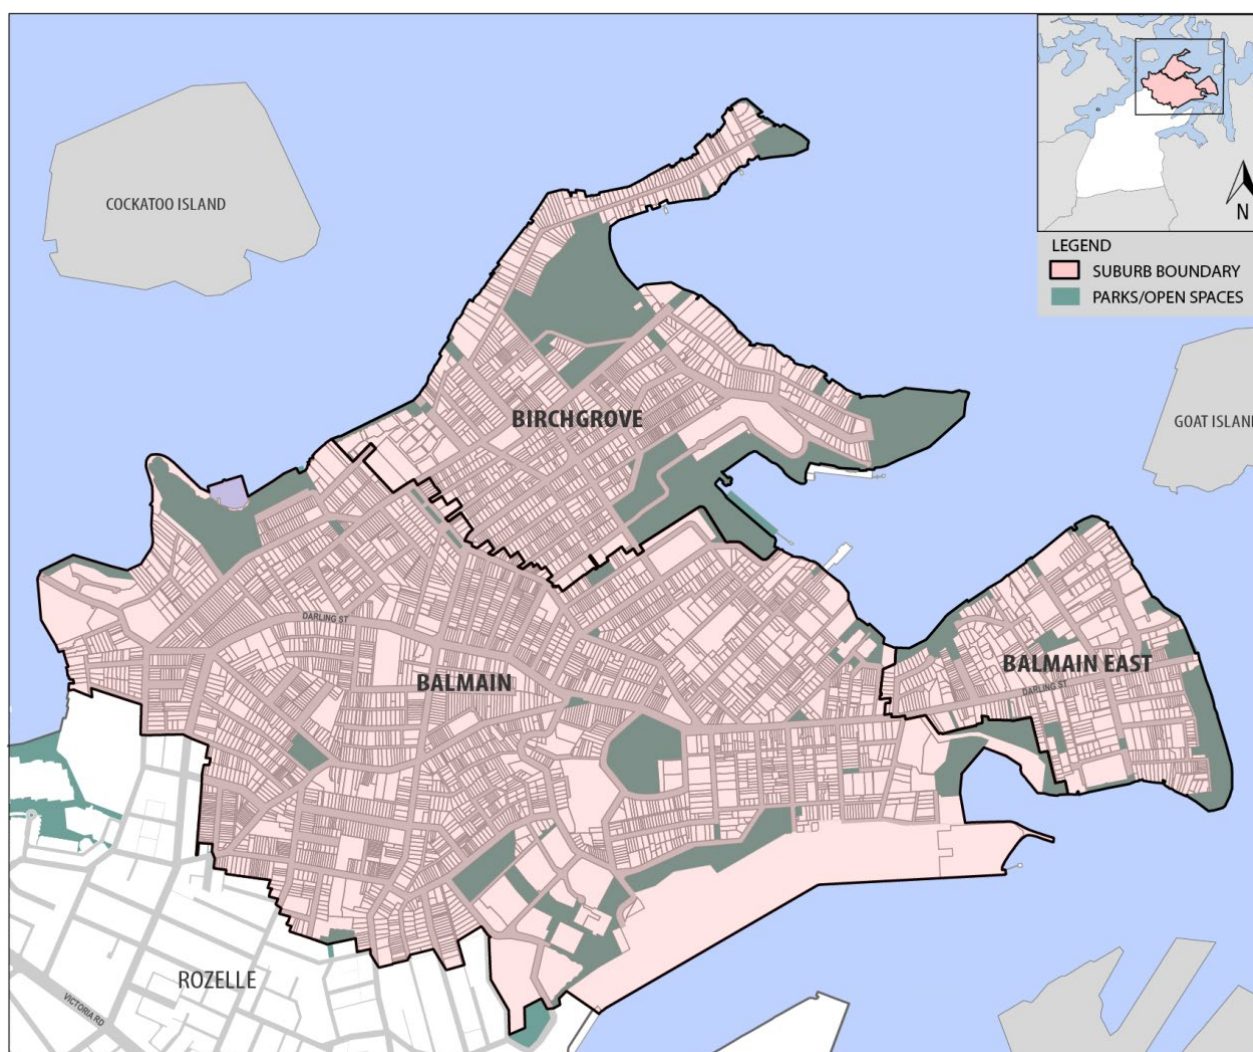 COCKATOO ISLAND
N
LEGEND
SUBURB BOUNDARY
PARKS/OPEN SPACES
BIRCHGROVE
GOAT ISLAND
DARLING ST
BALMAIN
BALMAIN EAST
DARLING ST
ROZELLE
VICTORIA RD